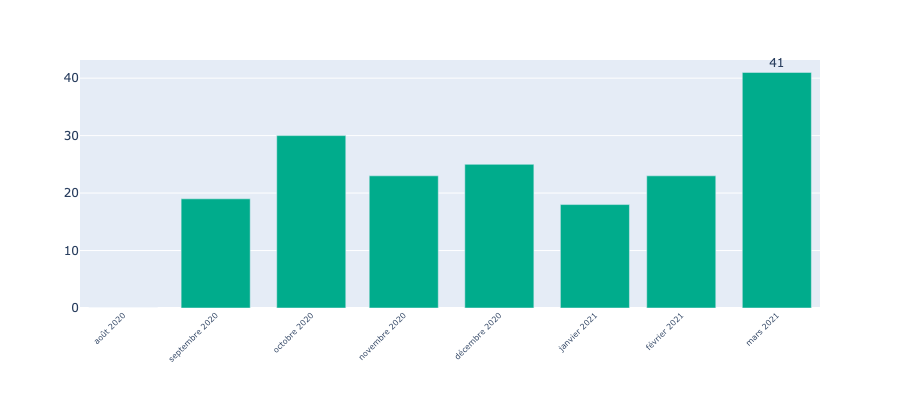 41
40
30
20
10
0
août 2020
septembre 2020
octobre 2020
novembre 2020
décembre 2020
janvier 2021
février 2021
mars 2021